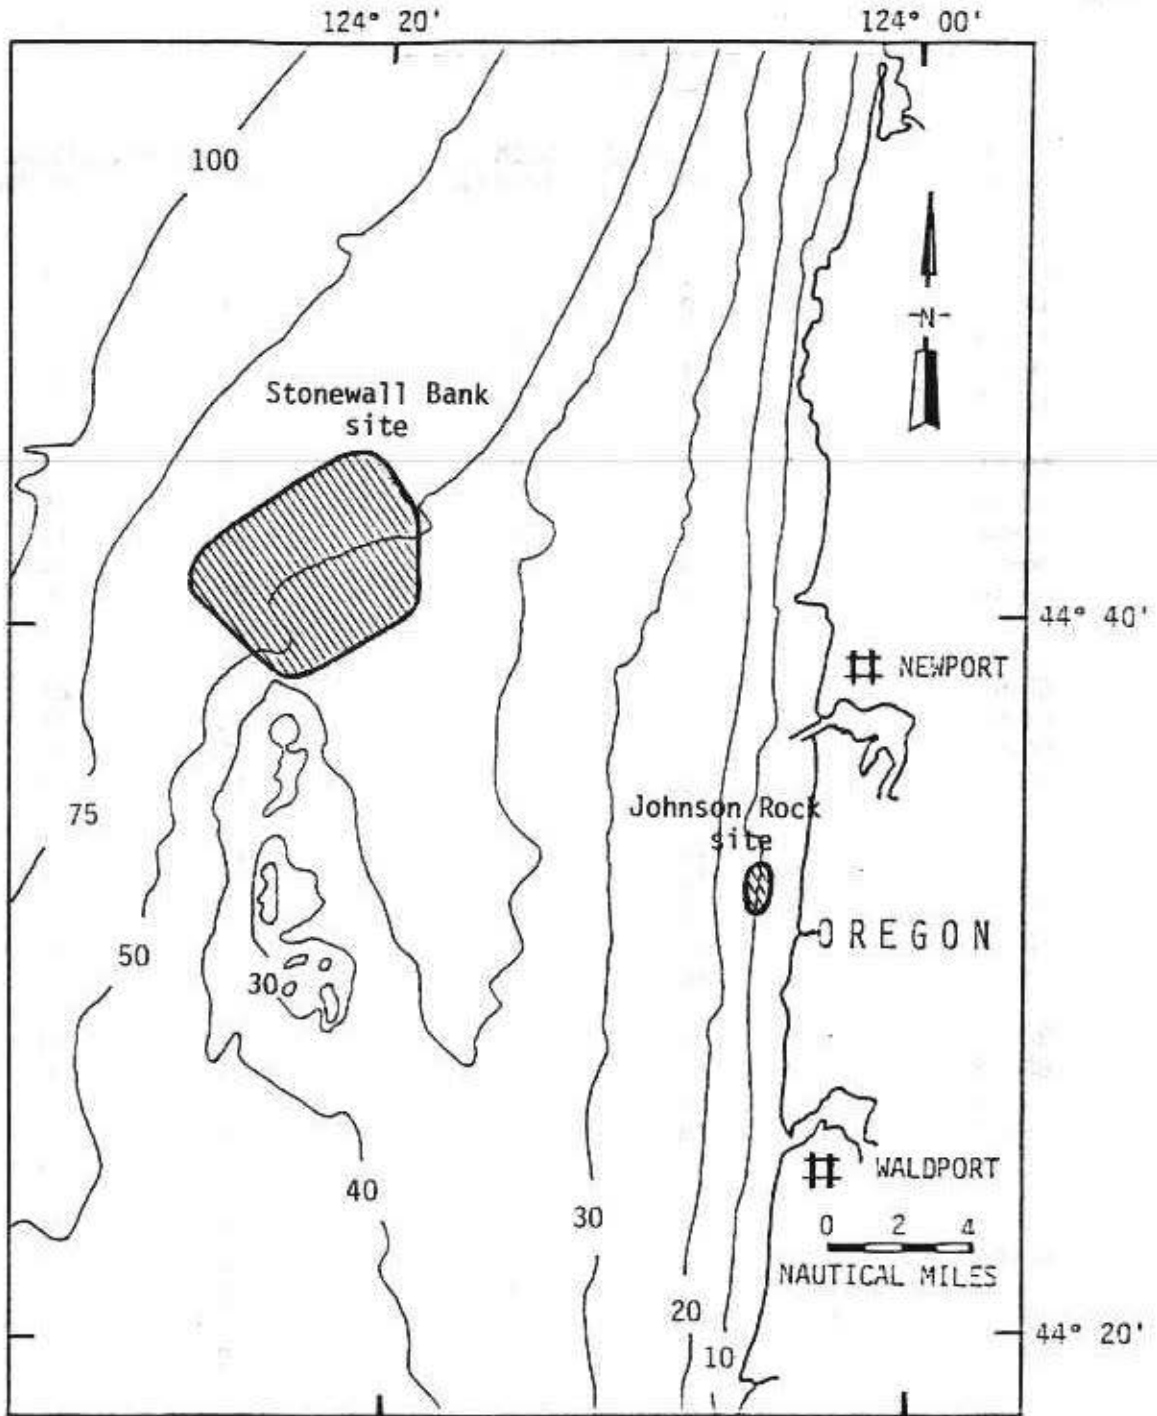 124° 20'
124° 00'
100
-N-
Stonewall Bank
site
44° 40'
NEWPORT
75
Johnson Rock
site
50
OREGON
30
40
WALDPORT
30
0 2 4
NAUTICAL MILES
20
44° 20'
10